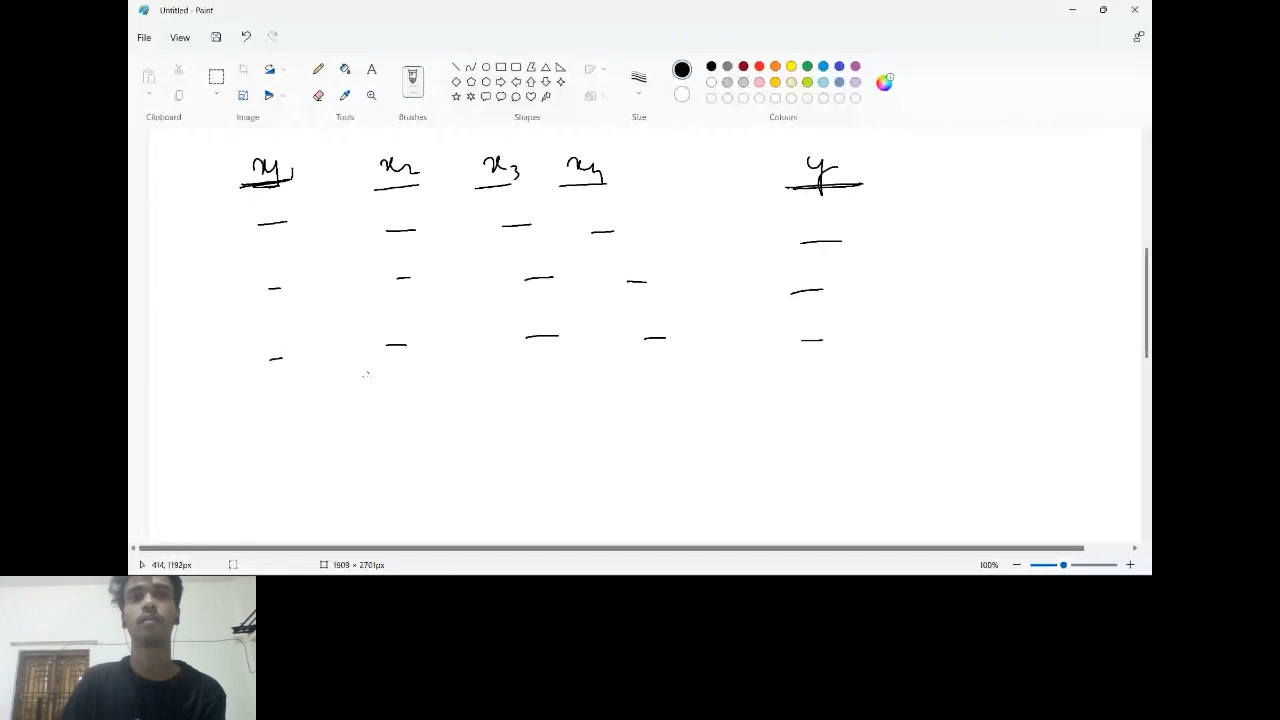 Untitled - Paint
File View
Clipboard Image Tools Brushes Shapes Size Colours
x1 x2 x3 x4 y
414, 1192px 1909 × 2701px 100%